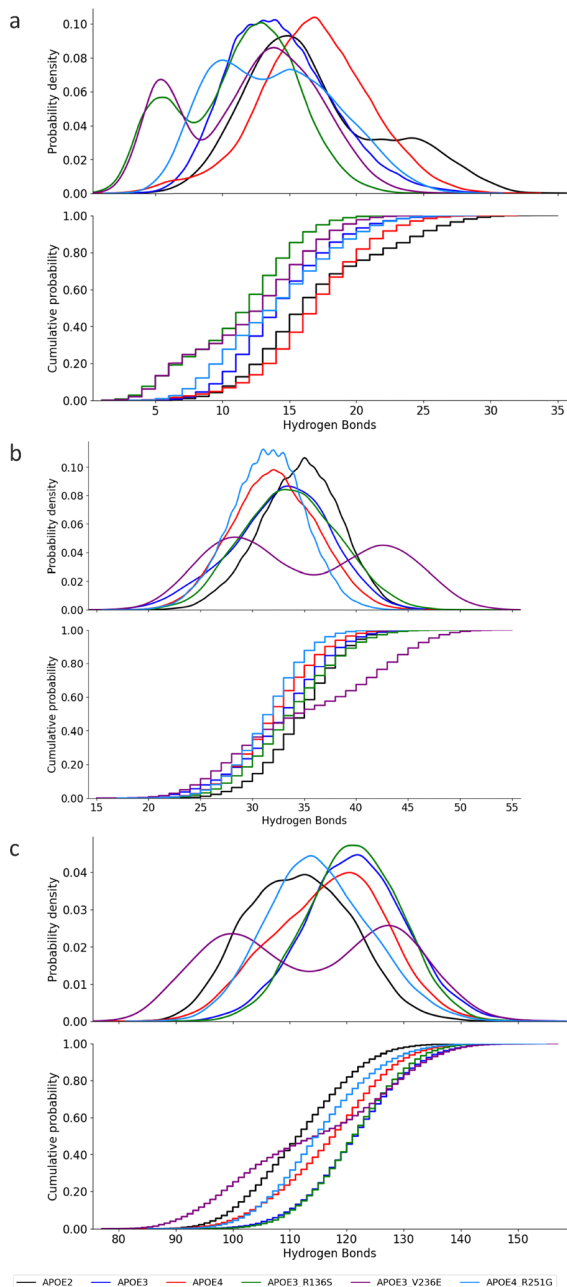 a
0.10
0.08
0.06
0.04
0.02
0.00
Probability density
1.00
0.80
0.60
0.40
0.20
0.00
Cumulative probability
5 10 15 20 25 30 35
Hydrogen Bonds
b
0.10
0.08
0.06
0.04
0.02
0.00
Probability density
1.00
0.80
0.60
0.40
0.20
0.00
Cumulative probability
15 20 25 30 35 40 45 50 55
Hydrogen Bonds
c
0.04
0.03
0.02
0.01
0.00
Probability density
1.00
0.80
0.60
0.40
0.20
0.00
Cumulative probability
80 90 100 110 120 130 140 150
Hydrogen Bonds
APOE2 APOE3 APOE4 APOE3_R136S APOE3_V236E APOE4_R251G